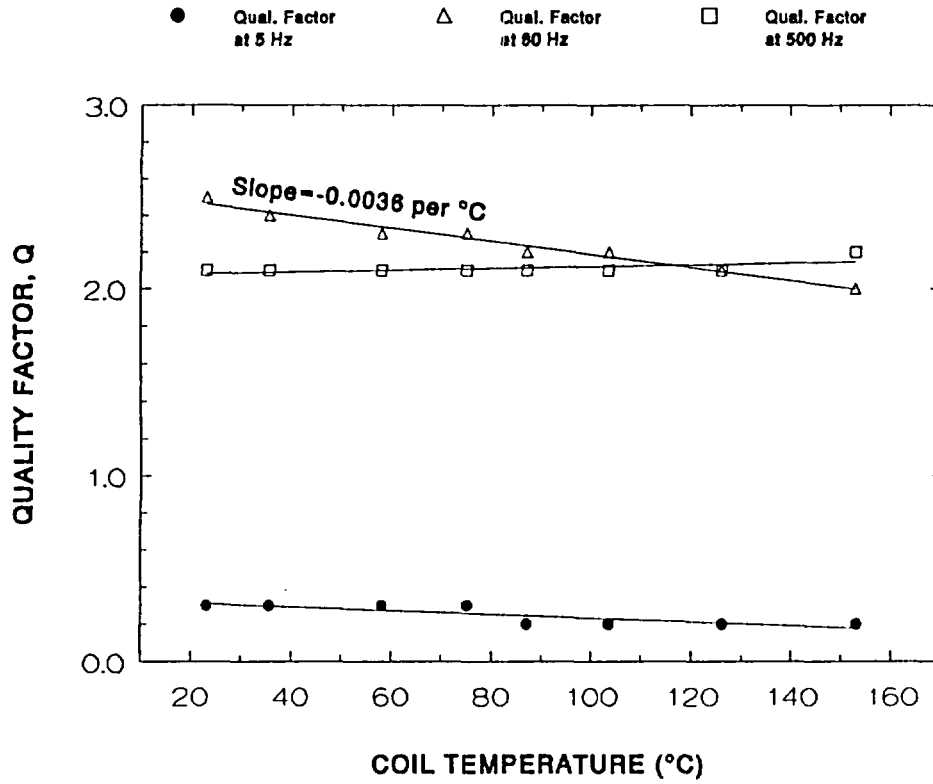 Qual. Factor
at 5 Hz
Qual. Factor
at 60 Hz
Qual. Factor
at 500 Hz
3.0
2.0
1.0
0.0
QUALITY FACTOR, Q
Slope=-0.0036 per °C
20 40 60 80 100 120 140 160
COIL TEMPERATURE (°C)